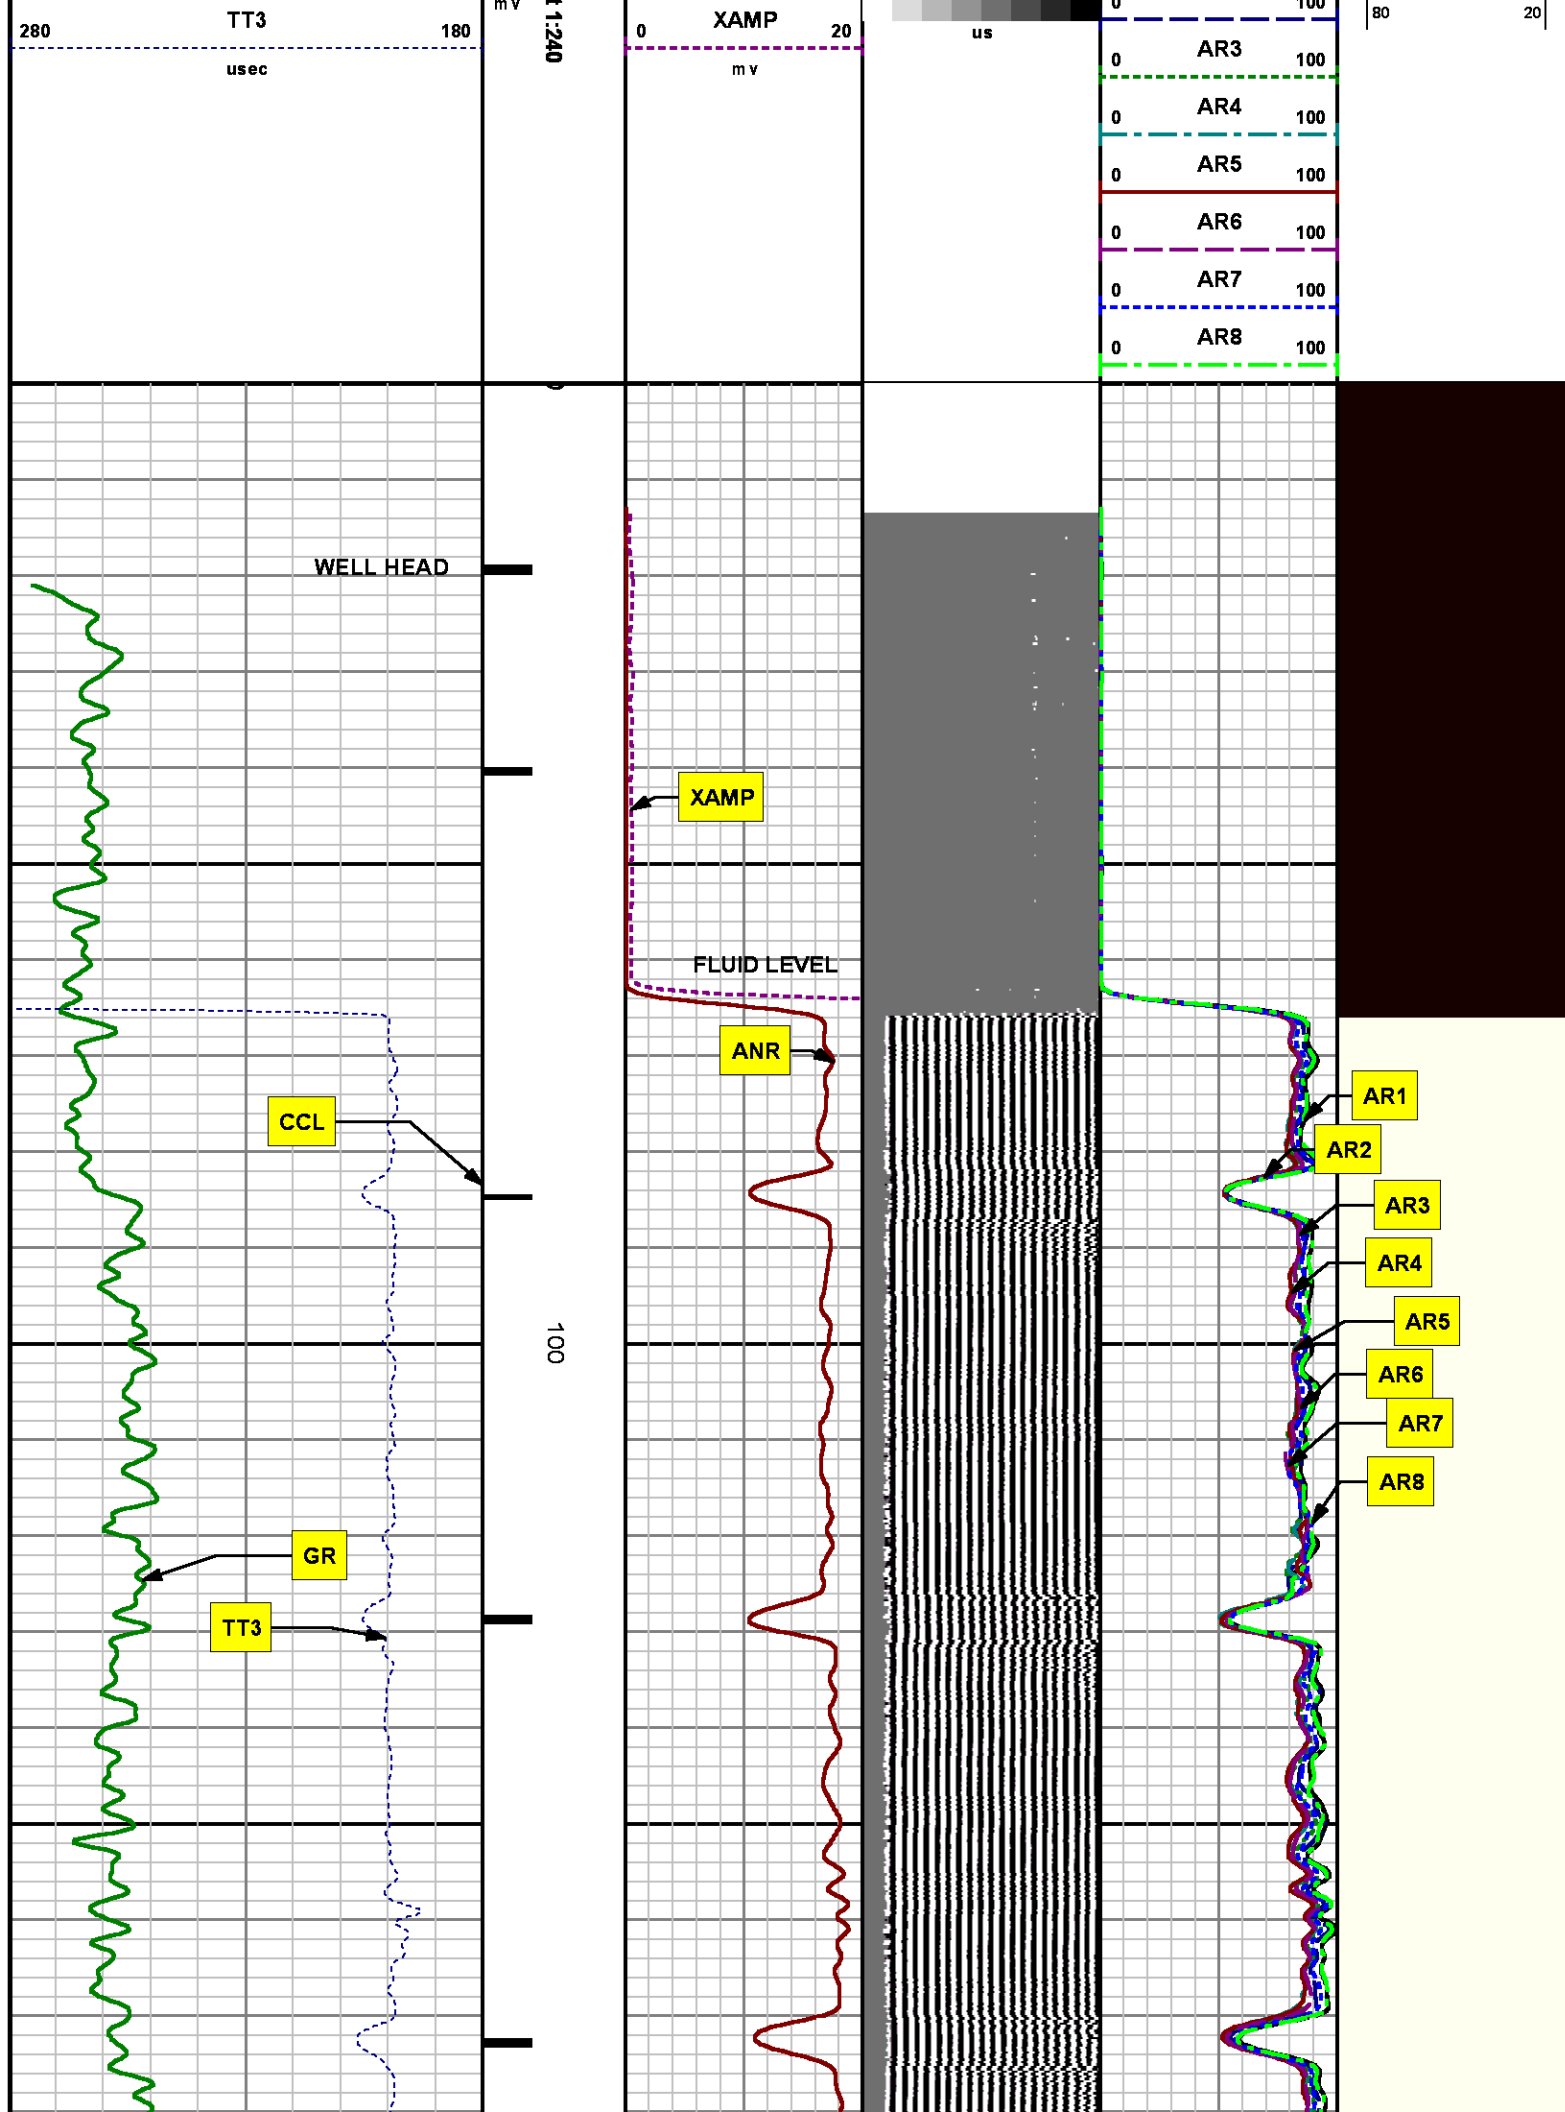 TT3
280 180
usec
mv
t 1:240
XAMP
0 20
mv
us
0 100
AR3
0 100
AR4
0 100
AR5
0 100
AR6
0 100
AR7
0 100
AR8
0 100
80 20
WELL HEAD
XAMP
FLUID LEVEL
ANR
AR1
CCL
AR2
AR3
AR4
100
AR5
AR6
AR7
AR8
GR
TT3